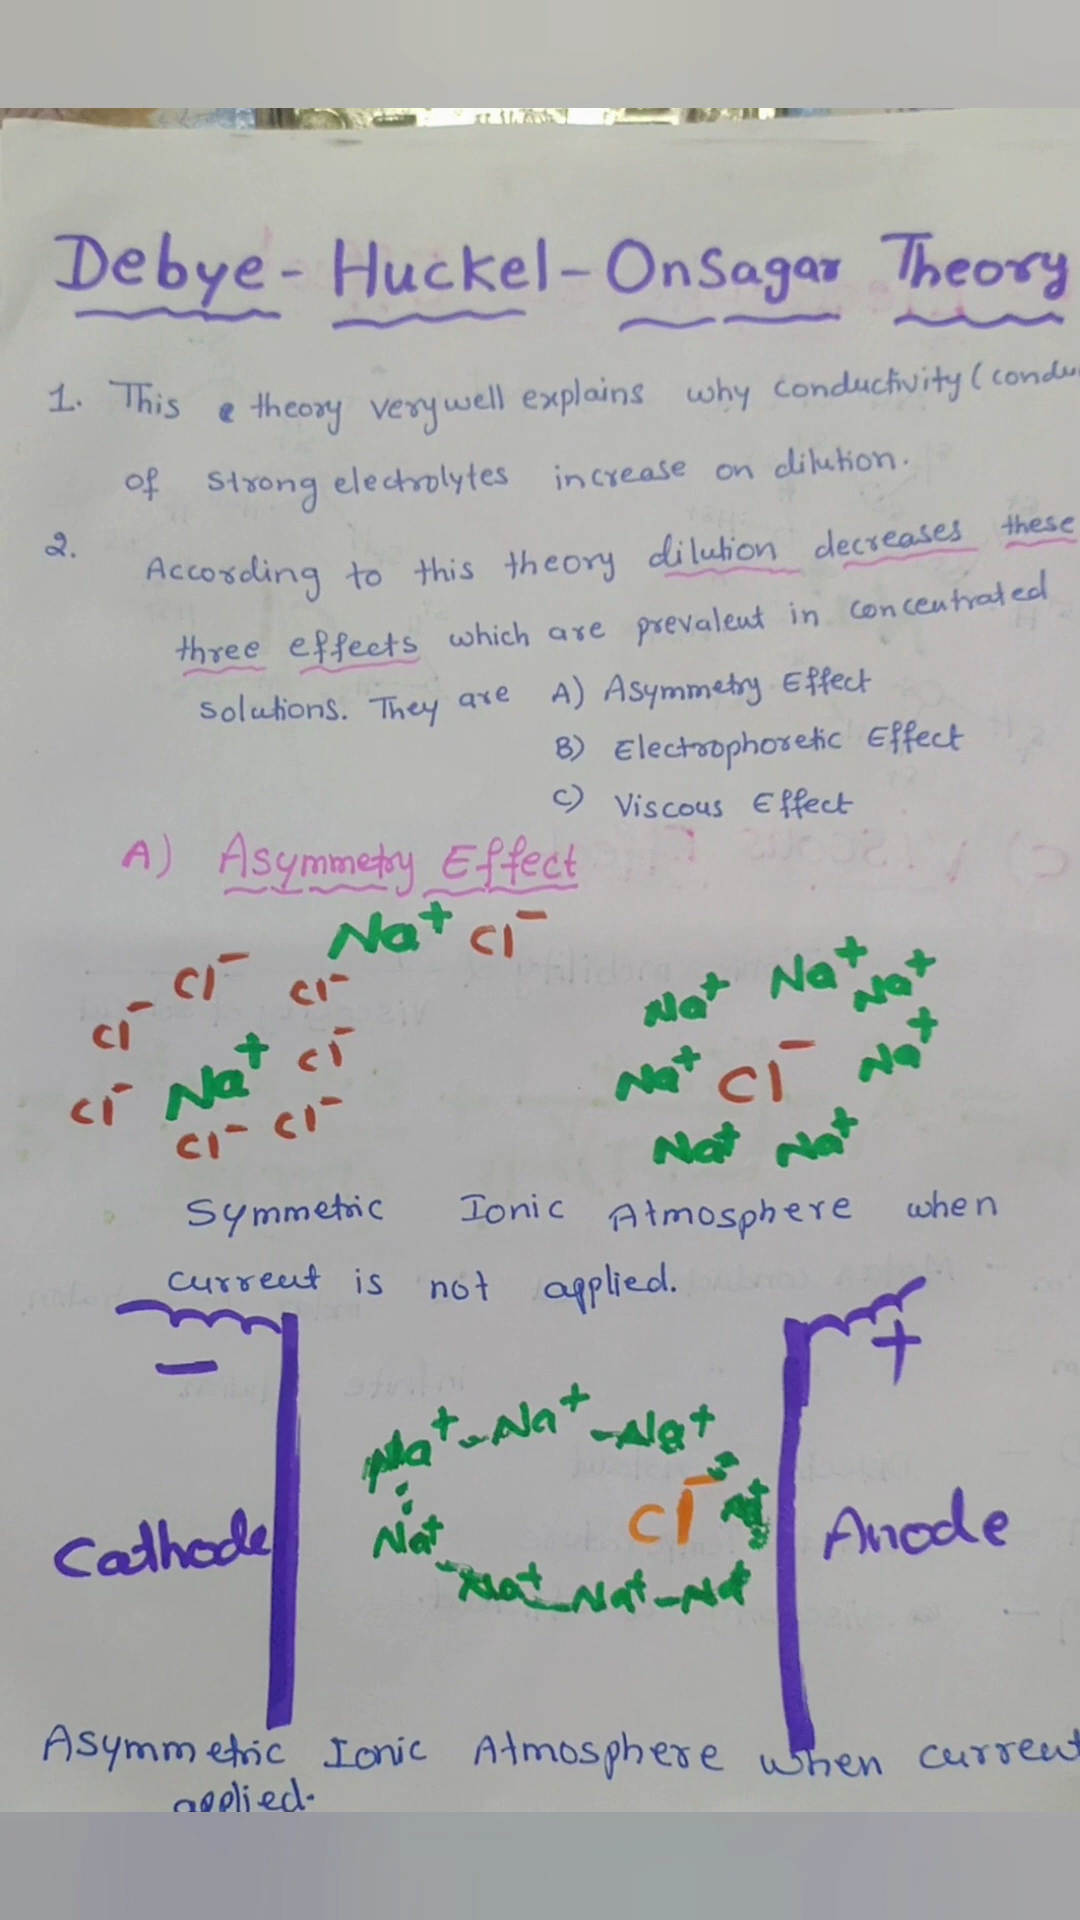 Debye - Huckel - Onsagar Theory
1. This theory very well explains why conductivity (condu
of strong electrolytes increase on dilution.
2. According to this theory dilution decreases these
three effects which are prevalent in concentrated
solutions. They are A) Asymmetry Effect
B) Electrophoretic Effect
C) Viscous Effect
A) Asymmetry Effect
Na+ Cl-
Cl- Cl-
Cl-
Na+ Cl-
Cl-
Cl- Cl-
Na+ Na+ Na+
Na+ Cl- Na+
Na+ Na+
Symmetric Ionic Atmosphere when
current is not applied.
- +
Na+ - Na+ - Na+
Cathode Na+ Cl- Na+ Anode
Na+ - Na+ - Na+
Asymmetric Ionic Atmosphere when current
applied.